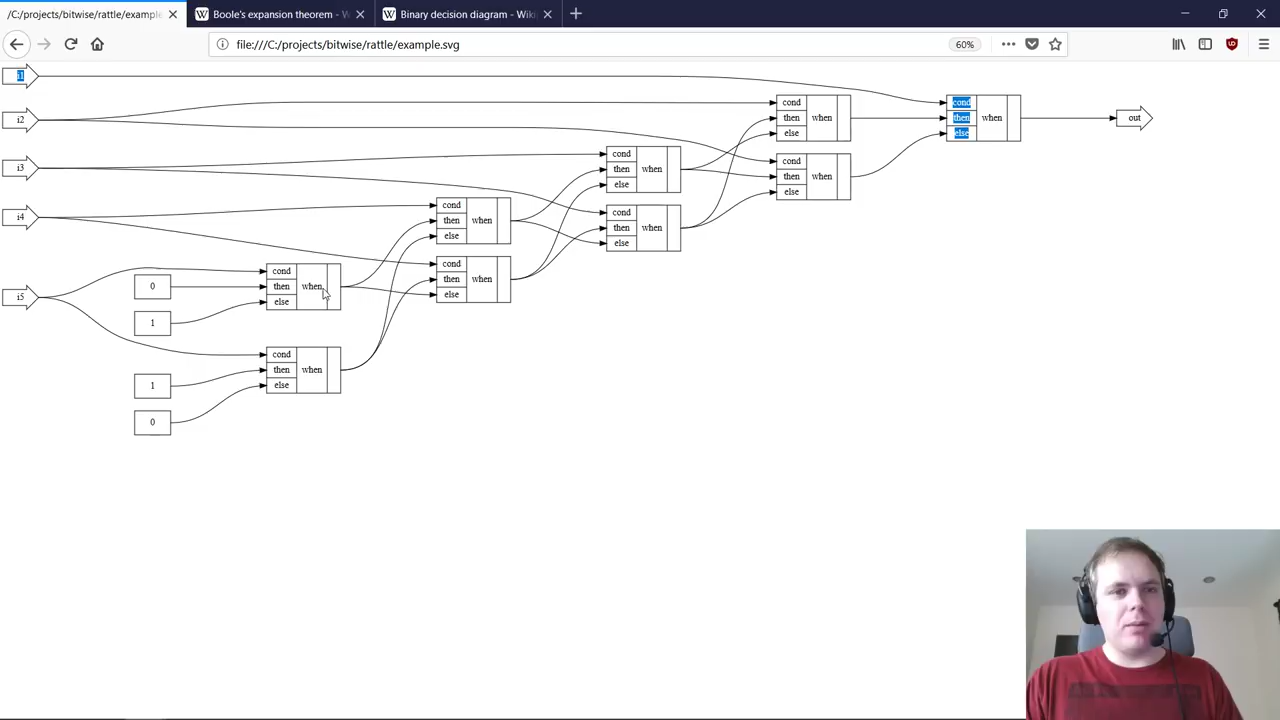 /C:/projects/bitwise/rattle/example.svg
Boole's expansion theorem - W
Binary decision diagram - Wiki
file:///C:/projects/bitwise/rattle/example.svg
60%
i1
i2
i3
i4
i5
cond
then
else
when
cond
then
else
when
out
cond
then
else
when
cond
then
else
when
cond
then
else
when
cond
then
else
when
cond
then
else
when
0
1
cond
then
else
when
cond
then
else
when
1
0